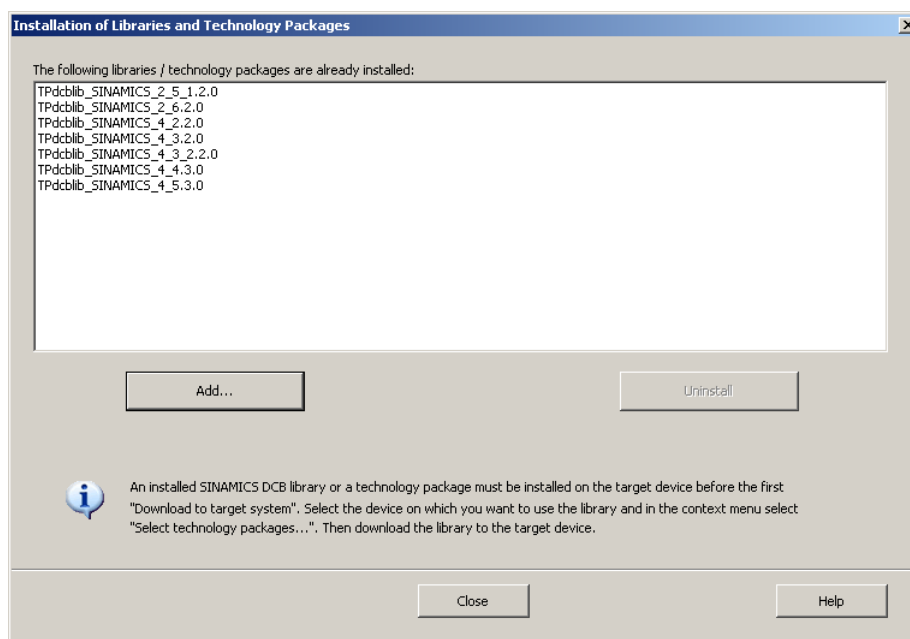 Installation of Libraries and Technology Packages
The following libraries / technology packages are already installed:
TPdcblib_SINAMICS_2_5_1.2.0
TPdcblib_SINAMICS_2_6.2.0
TPdcblib_SINAMICS_4_2.2.0
TPdcblib_SINAMICS_4_3.2.0
TPdcblib_SINAMICS_4_3_2.2.0
TPdcblib_SINAMICS_4_4.3.0
TPdcblib_SINAMICS_4_5.3.0
Add...
Uninstall
An installed SINAMICS DCB library or a technology package must be installed on the target device before the first
"Download to target system". Select the device on which you want to use the library and in the context menu select
"Select technology packages...". Then download the library to the target device.
Close
Help